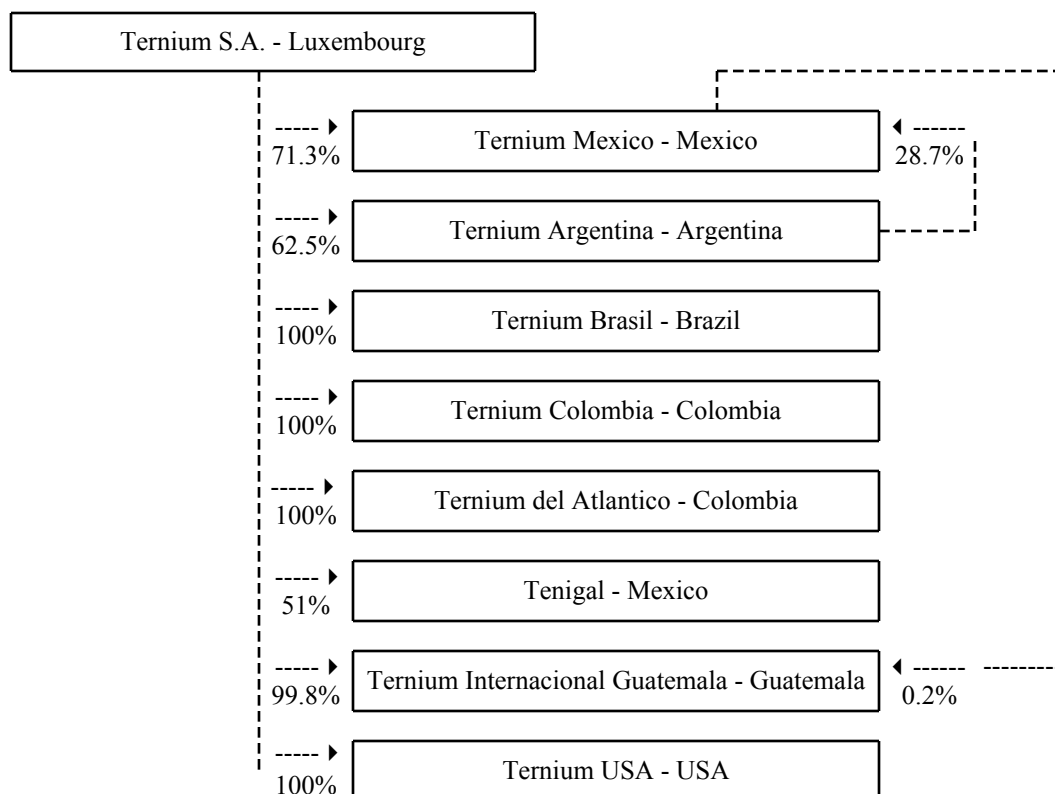 Ternium S.A. - Luxembourg
Ternium Mexico - Mexico
71.3%
28.7%
Ternium Argentina - Argentina
62.5%
Ternium Brasil - Brazil
100%
Ternium Colombia - Colombia
100%
Ternium del Atlantico - Colombia
100%
Tenigal - Mexico
51%
Ternium Internacional Guatemala - Guatemala
99.8%
0.2%
Ternium USA - USA
100%